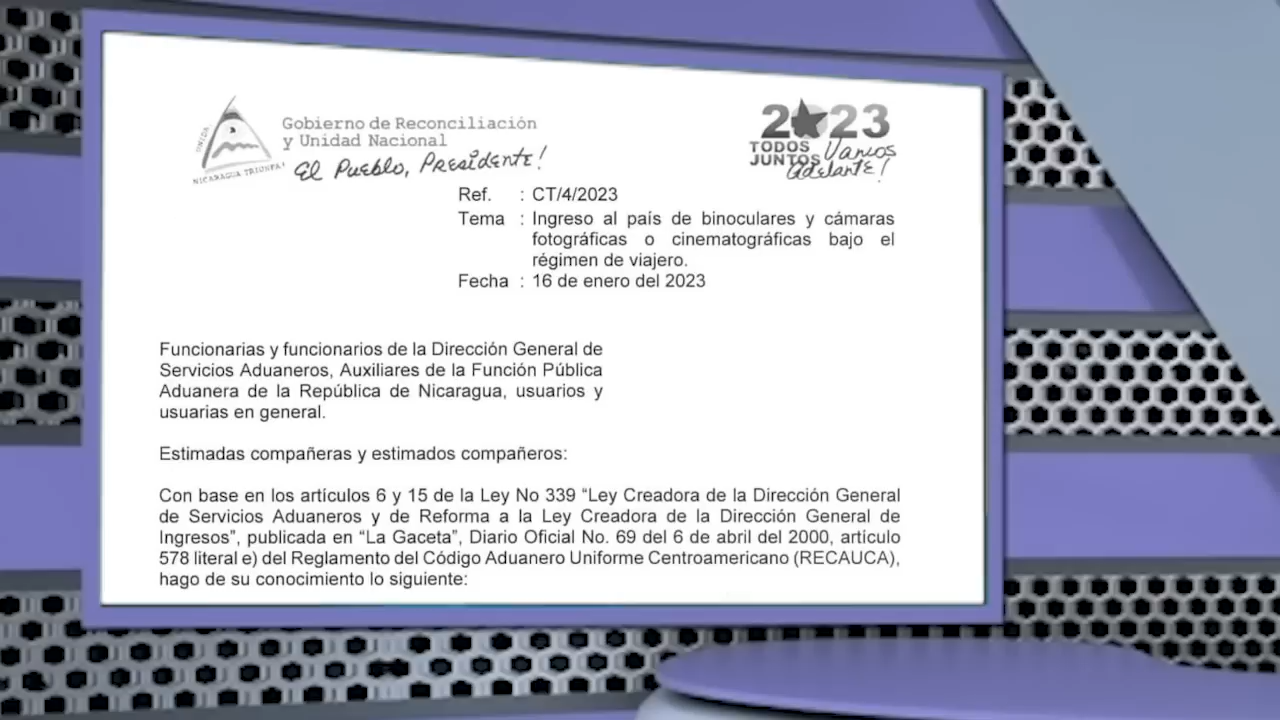 UNIDA
NICARAGUA TRIUNFA!
Gobierno de Reconciliación
y Unidad Nacional
El Pueblo, Presidente!
2023
TODOS
JUNTOS Vamos
Adelante!
Ref. : CT/4/2023
Tema : Ingreso al país de binoculares y cámaras
fotográficas o cinematográficas bajo el
régimen de viajero.
Fecha : 16 de enero del 2023
Funcionarias y funcionarios de la Dirección General de
Servicios Aduaneros, Auxiliares de la Función Pública
Aduanera de la República de Nicaragua, usuarios y
usuarias en general.
Estimadas compañeras y estimados compañeros:
Con base en los artículos 6 y 15 de la Ley No 339 “Ley Creadora de la Dirección General
de Servicios Aduaneros y de Reforma a la Ley Creadora de la Dirección General de
Ingresos”, publicada en “La Gaceta”, Diario Oficial No. 69 del 6 de abril del 2000, artículo
578 literal e) del Reglamento del Código Aduanero Uniforme Centroamericano (RECAUCA),
hago de su conocimiento lo siguiente: